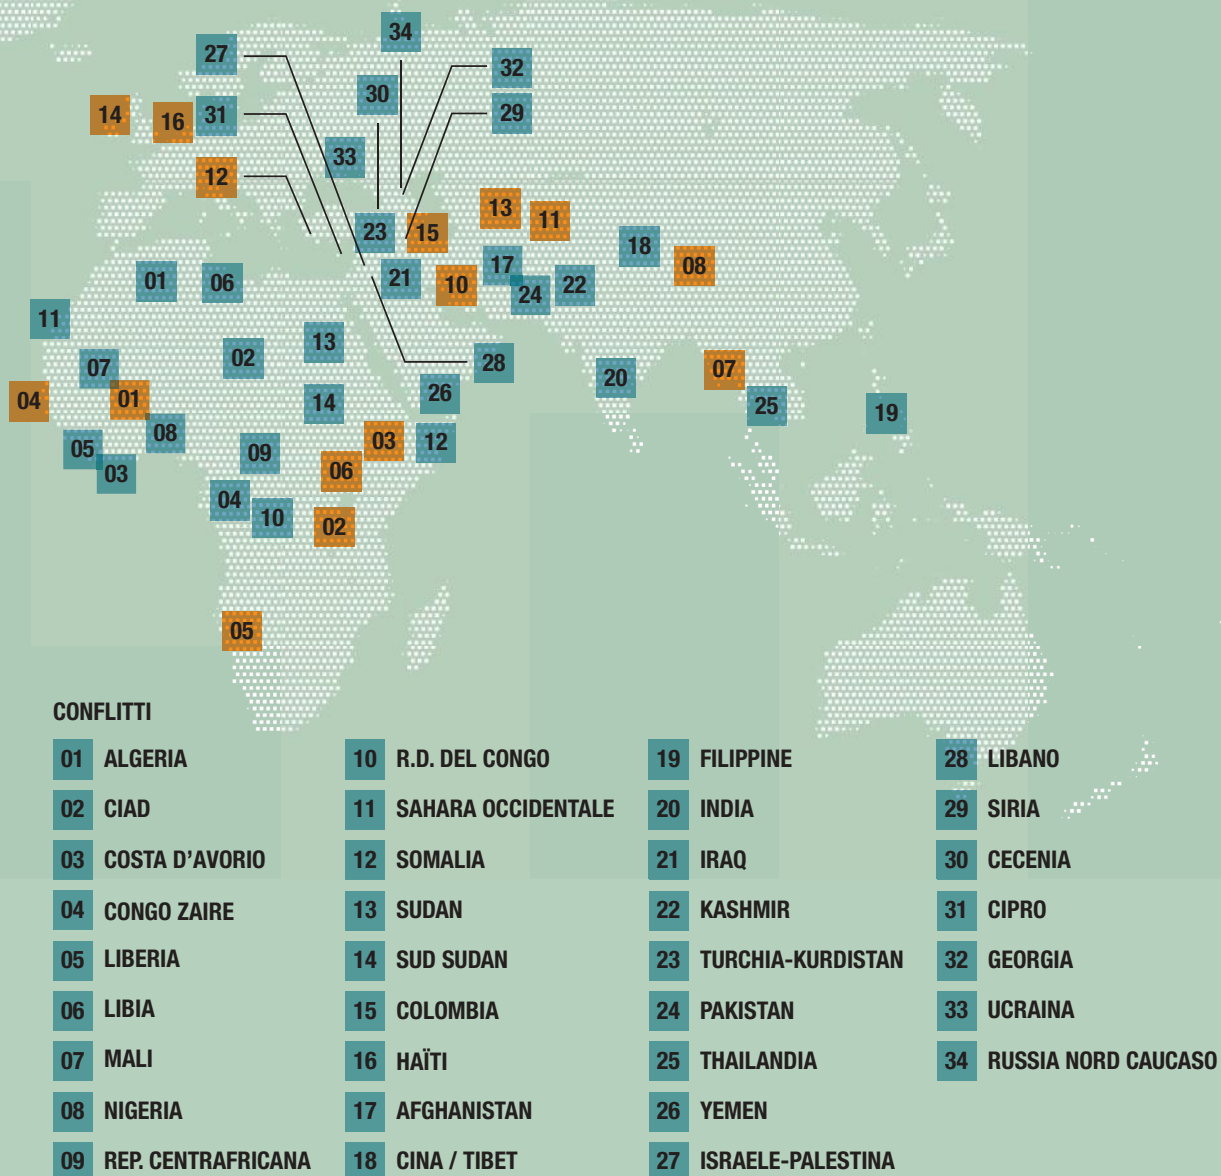 34
27
32
30
29
14
16
31
33
12
13
11
23
15
18
08
17
01
06
21
10
24
22
11
13
02
28
07
07
20
26
04
01
25
19
14
08
03
12
05
09
03
06
04
10
02
05
CONFLITTI
01 ALGERIA
02 CIAD
03 COSTA D’AVORIO
04 CONGO ZAIRE
05 LIBERIA
06 LIBIA
07 MALI
08 NIGERIA
09 REP. CENTRAFRICANA
10 R.D. DEL CONGO
11 SAHARA OCCIDENTALE
12 SOMALIA
13 SUDAN
14 SUD SUDAN
15 COLOMBIA
16 HAÏTI
17 AFGHANISTAN
18 CINA / TIBET
19 FILIPPINE
20 INDIA
21 IRAQ
22 KASHMIR
23 TURCHIA-KURDISTAN
24 PAKISTAN
25 THAILANDIA
26 YEMEN
27 ISRAELE-PALESTINA
28 LIBANO
29 SIRIA
30 CECENIA
31 CIPRO
32 GEORGIA
33 UCRAINA
34 RUSSIA NORD CAUCASO